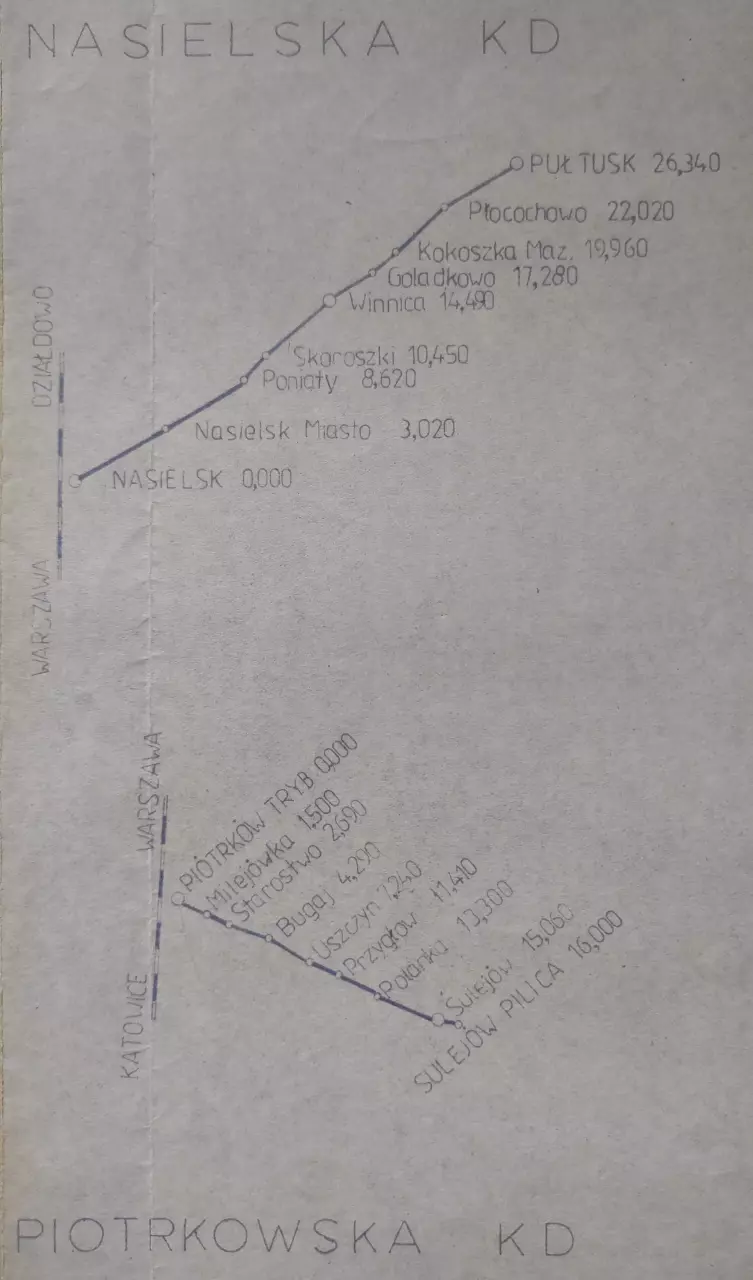 NASIELSKA KD
PUŁTUSK 26,340
Płocochowo 22,020
Kokoszka Maz. 19,960
Goladkowo 17,280
Winnica 14,490
Skoroszki 10,450
Poniaty 8,620
Nasielsk Miasto 3,020
NASIELSK 0,000
DZIAŁDOWO
WARSZAWA
WARSZAWA
KATOWICE
PIOTRKÓW TRYB 0,000
Milejówka 1,500
Starostwo 2,690
Bugaj 4,290
Uszczyn 7,240
Przygłów 11,410
Polanka 13,300
Sulejów 15,060
SULEJÓW PILICA 16,000
PIOTRKOWSKA KD